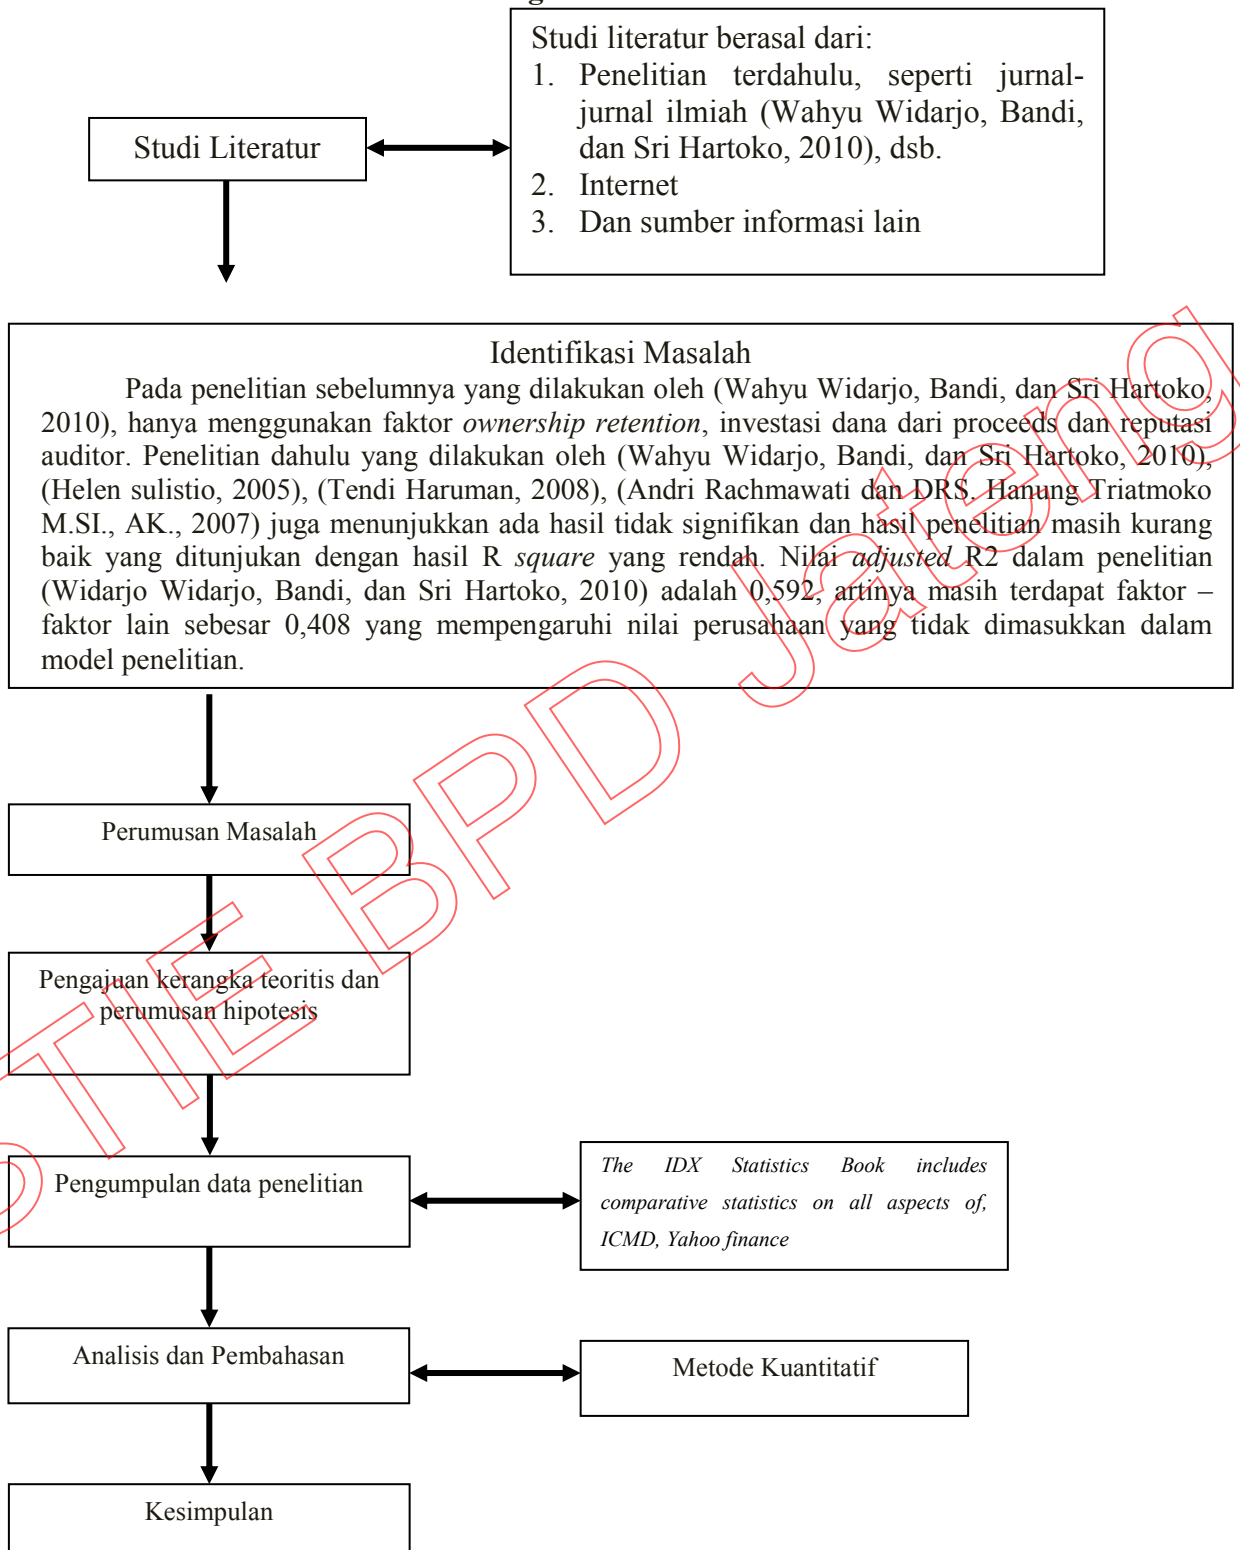 Studi literatur berasal dari:
1. Penelitian terdahulu, seperti jurnal-
jurnal ilmiah (Wahyu Widarjo, Bandi,
dan Sri Hartoko, 2010), dsb.
2. Internet
3. Dan sumber informasi lain
Studi Literatur
Identifikasi Masalah
Pada penelitian sebelumnya yang dilakukan oleh (Wahyu Widarjo, Bandi, dan Sri Hartoko,
2010), hanya menggunakan faktor ownership retention, investasi dana dari proceeds dan reputasi
auditor. Penelitian dahulu yang dilakukan oleh (Wahyu Widarjo, Bandi, dan Sri Hartoko, 2010),
(Helen sulistio, 2005), (Tendi Haruman, 2008), (Andri Rachmawati dan DRS. Hanung Triatmoko
M.SI., AK., 2007) juga menunjukkan ada hasil tidak signifikan dan hasil penelitian masih kurang
baik yang ditunjukan dengan hasil R square yang rendah. Nilai adjusted R2 dalam penelitian
(Widarjo Widarjo, Bandi, dan Sri Hartoko, 2010) adalah 0,592, artinya masih terdapat faktor –
faktor lain sebesar 0,408 yang mempengaruhi nilai perusahaan yang tidak dimasukkan dalam
model penelitian.
Perumusan Masalah
Pengajuan kerangka teoritis dan
perumusan hipotesis
Pengumpulan data penelitian
The IDX Statistics Book includes
comparative statistics on all aspects of,
ICMD, Yahoo finance
Analisis dan Pembahasan
Metode Kuantitatif
Kesimpulan
STIE BPD Jateng